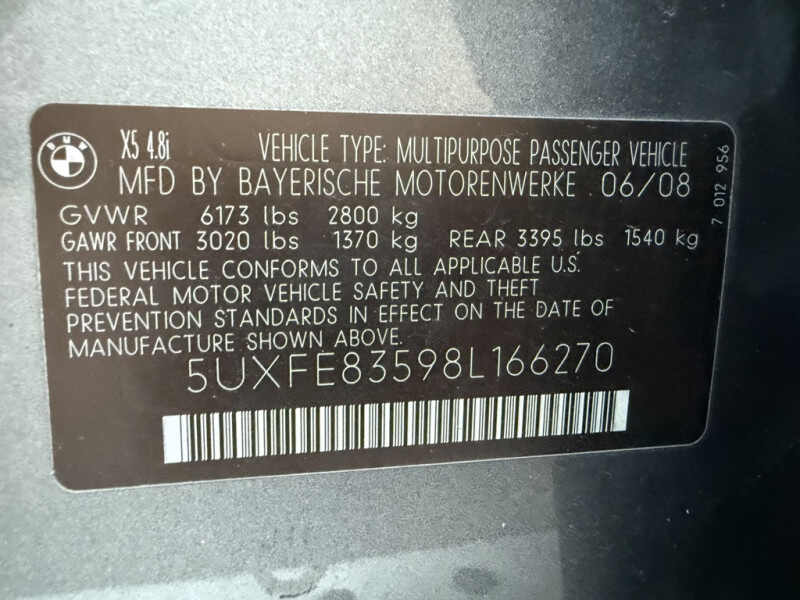 BMW
X5 4.8i VEHICLE TYPE: MULTIPURPOSE PASSENGER VEHICLE
MFD BY BAYERISCHE MOTORENWERKE 06/08
GVWR 6173 lbs 2800 kg
GAWR FRONT 3020 lbs 1370 kg REAR 3395 lbs 1540 kg
THIS VEHICLE CONFORMS TO ALL APPLICABLE U.S.
FEDERAL MOTOR VEHICLE SAFETY AND THEFT
PREVENTION STANDARDS IN EFFECT ON THE DATE OF
MANUFACTURE SHOWN ABOVE.
5UXFE83598L166270
7 012 956